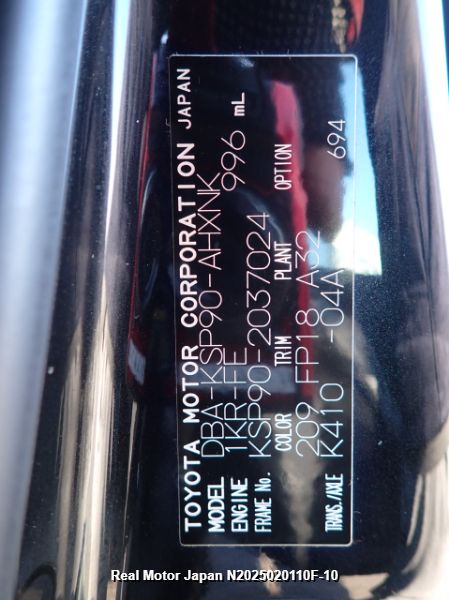 TOYOTA MOTOR CORPORATION JAPAN
MODEL DBA-KSP90-AHXNK
ENGINE 1KR-FE 996 mL
FRAME No. KSP90-2037024
COLOR TRIM PLANT OPTION
209 FP18 A32
TRANS./AXLE K410 -04A 694
Real Motor Japan N2025020110F-10